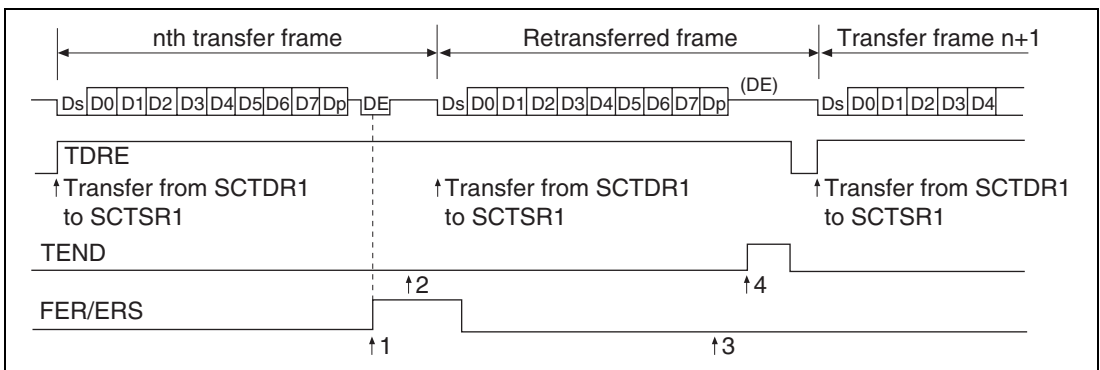 nth transfer frame Retransferred frame Transfer frame n+1
Ds D0 D1 D2 D3 D4 D5 D6 D7 Dp DE Ds D0 D1 D2 D3 D4 D5 D6 D7 Dp (DE) Ds D0 D1 D2 D3 D4
TDRE
Transfer from SCTDR1 to SCTSR1
Transfer from SCTDR1 to SCTSR1
Transfer from SCTDR1 to SCTSR1
TEND
2 4
FER/ERS
1 3